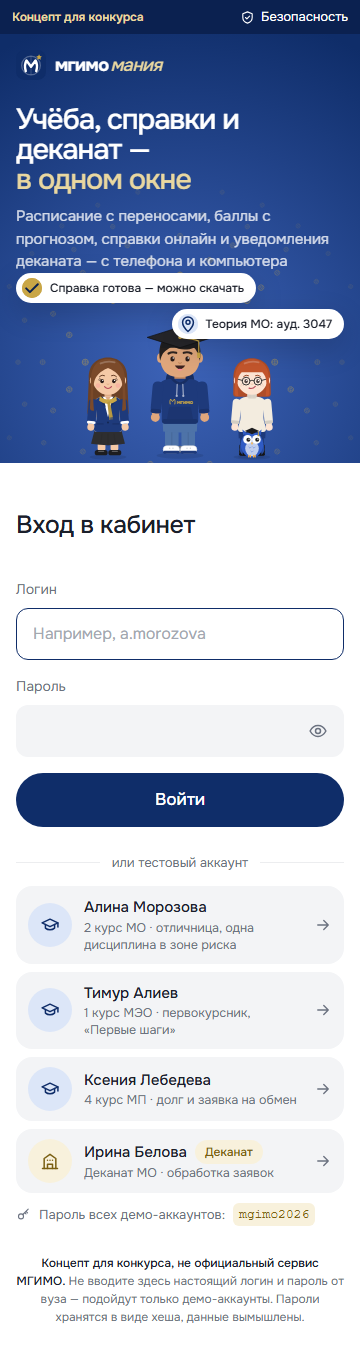 Концепт для конкурса
Безопасность
мгимо мания
Учёба, справки и
деканат —
в одном окне
Расписание с переносами, баллы с
прогнозом, справки онлайн и уведомления
деканата — с телефона и компьютера
Справка готова — можно скачать
Теория МО: ауд. 3047
МГИМО
Вход в кабинет
Логин
Например, a.morozova
Пароль
Войти
или тестовый аккаунт
Алина Морозова
2 курс МО · отличница, одна
дисциплина в зоне риска
Тимур Алиев
1 курс МЭО · первокурсник,
«Первые шаги»
Ксения Лебедева
4 курс МП · долг и заявка на обмен
Ирина Белова Деканат
Деканат МО · обработка заявок
Пароль всех демо-аккаунтов: mgimo2026
Концепт для конкурса, не официальный сервис
МГИМО. Не вводите здесь настоящий логин и пароль от
вуза — подойдут только демо-аккаунты. Пароли
хранятся в виде хеша, данные вымышлены.